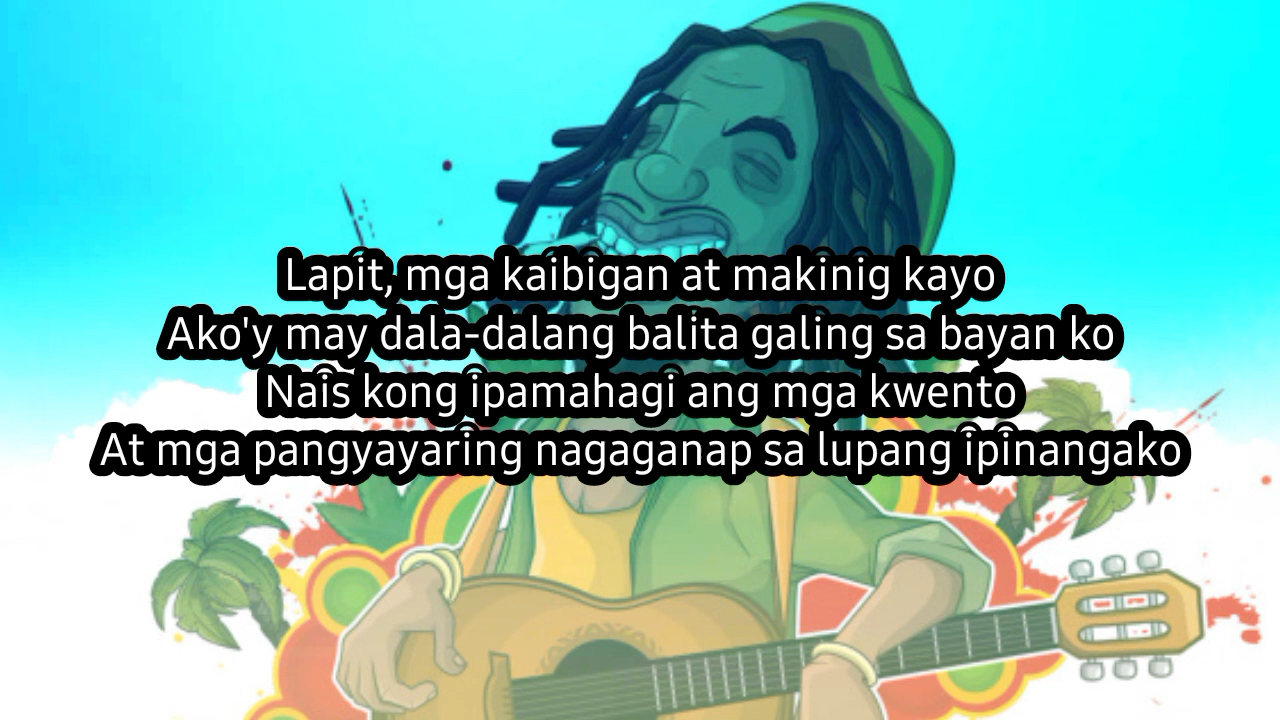 Lapit, mga kaibigan at makinig kayo
Ako'y may dala-dalang balita galing sa bayan ko
Nais kong ipamahagi ang mga kwento
At mga pangyayaring nagaganap sa lupang ipinangako